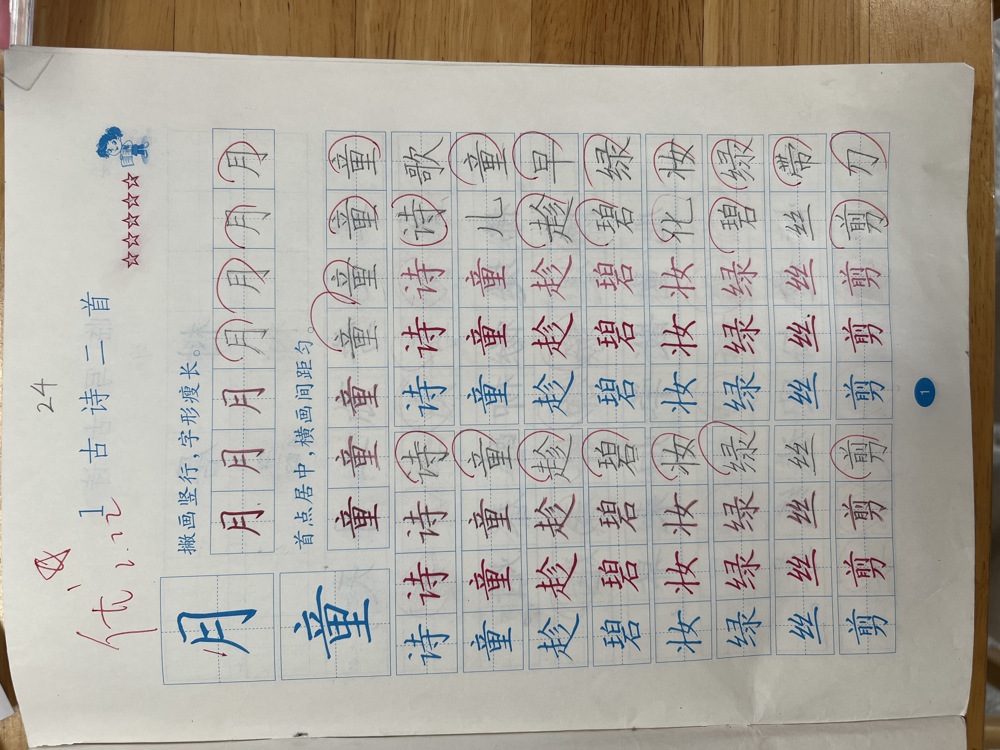 优 2.22
24
1 古诗二首
☆☆☆☆☆☆
月
撇画竖行,字形瘦长。
月月月月月月月
童
首点居中,横画间距匀。
童童童童童童童
诗诗诗诗诗诗诗诗歌
童童童童童童童儿童
趁趁趁趁趁趁趁趁早
碧碧碧碧碧碧碧碧绿
妆妆妆妆妆妆妆化妆
绿绿绿绿绿绿绿碧绿
丝丝丝丝丝丝丝丝带
剪剪剪剪剪剪剪剪
1